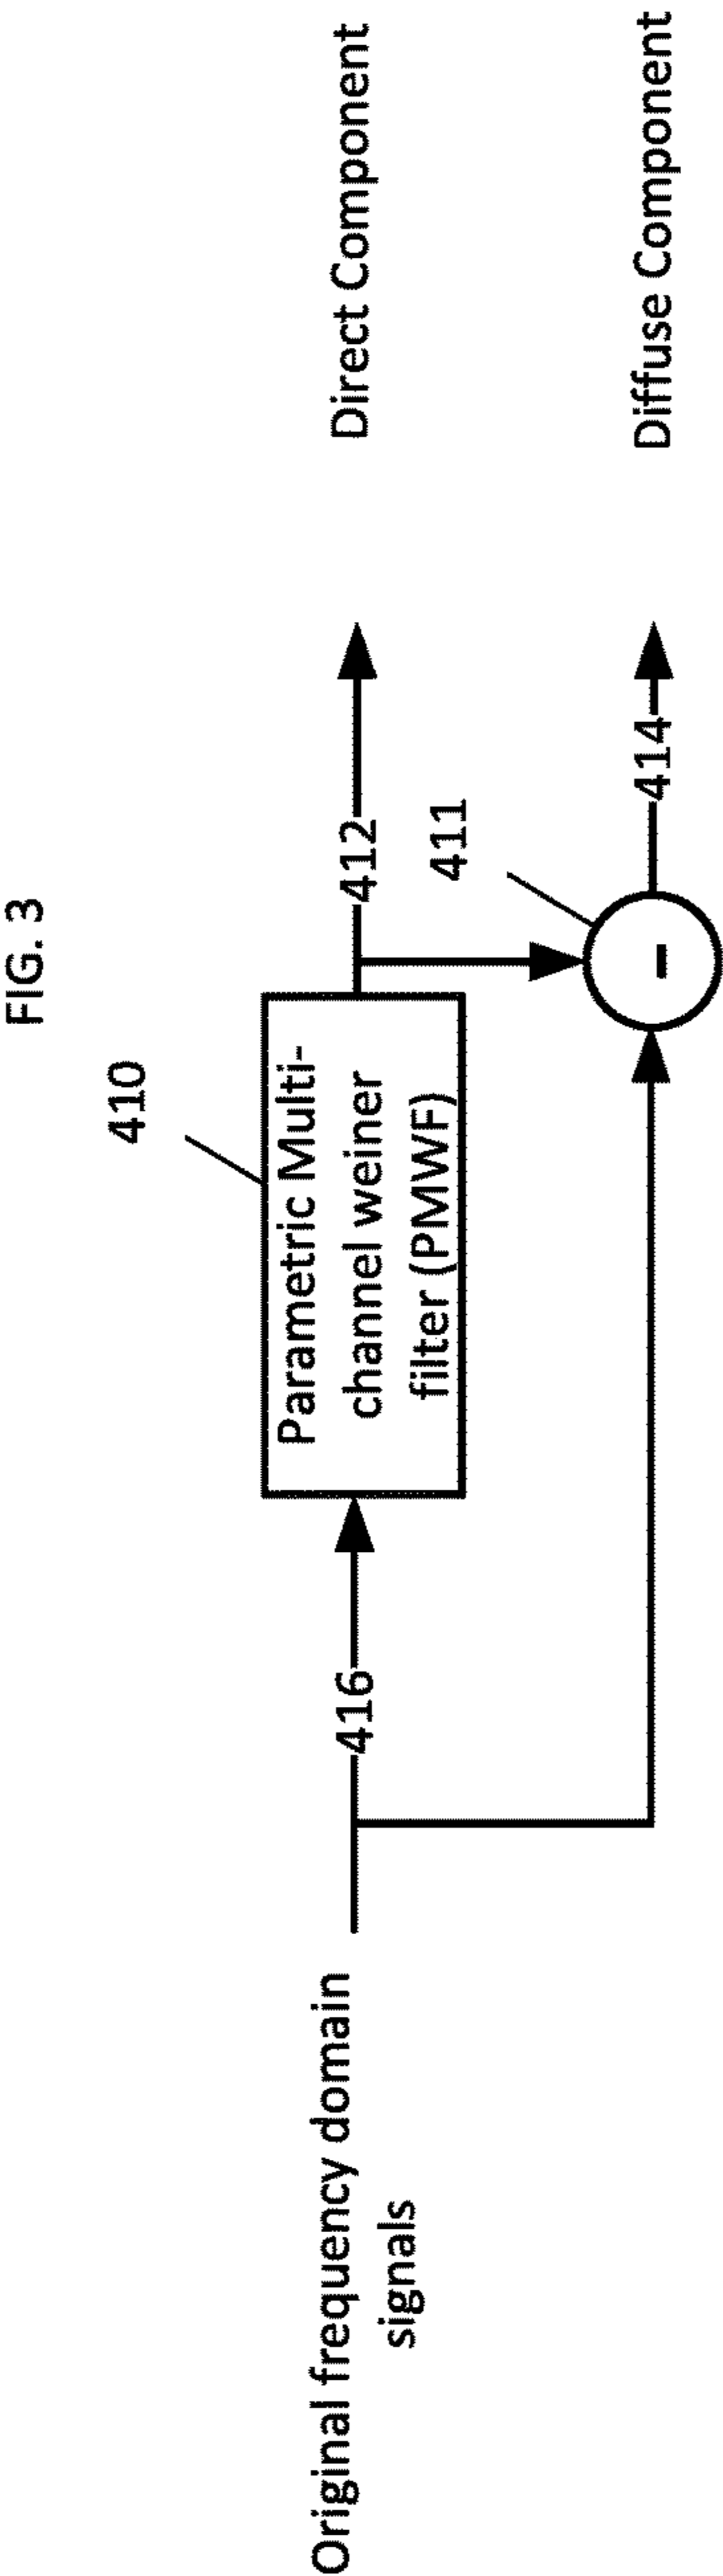 FIG. 3
410
Original frequency domain
signals
416
Parametric Multi-
channel weiner
filter (PMWF)
412
Direct Component
411
414
Diffuse Component